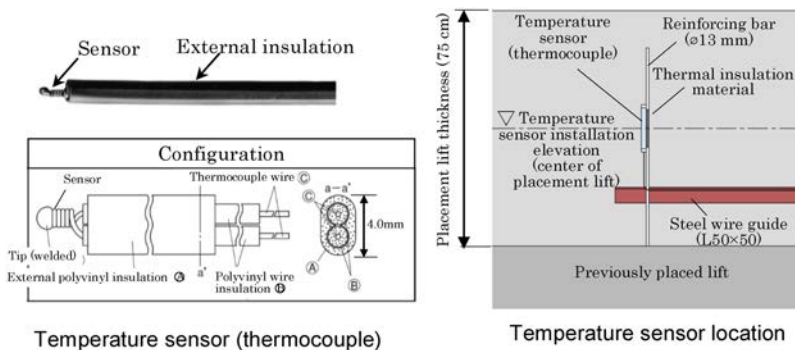 Sensor
External insulation
Configuration
Sensor
Thermocouple wire Ⓒ
a－a'
Ⓒ
a
4.0mm
Tip (welded)
External polyvinyl insulation Ⓐ
a'
Polyvinyl wire
insulation Ⓑ
Ⓐ
Ⓑ
Temperature sensor (thermocouple)
Placement lift thickness (75 cm)
Temperature
sensor
(thermocouple)
Reinforcing bar
(ø13 mm)
Thermal insulation
material
▽ Temperature
sensor installation
elevation
(center of
placement lift)
Steel wire guide
(L50×50)
Previously placed lift
Temperature sensor location